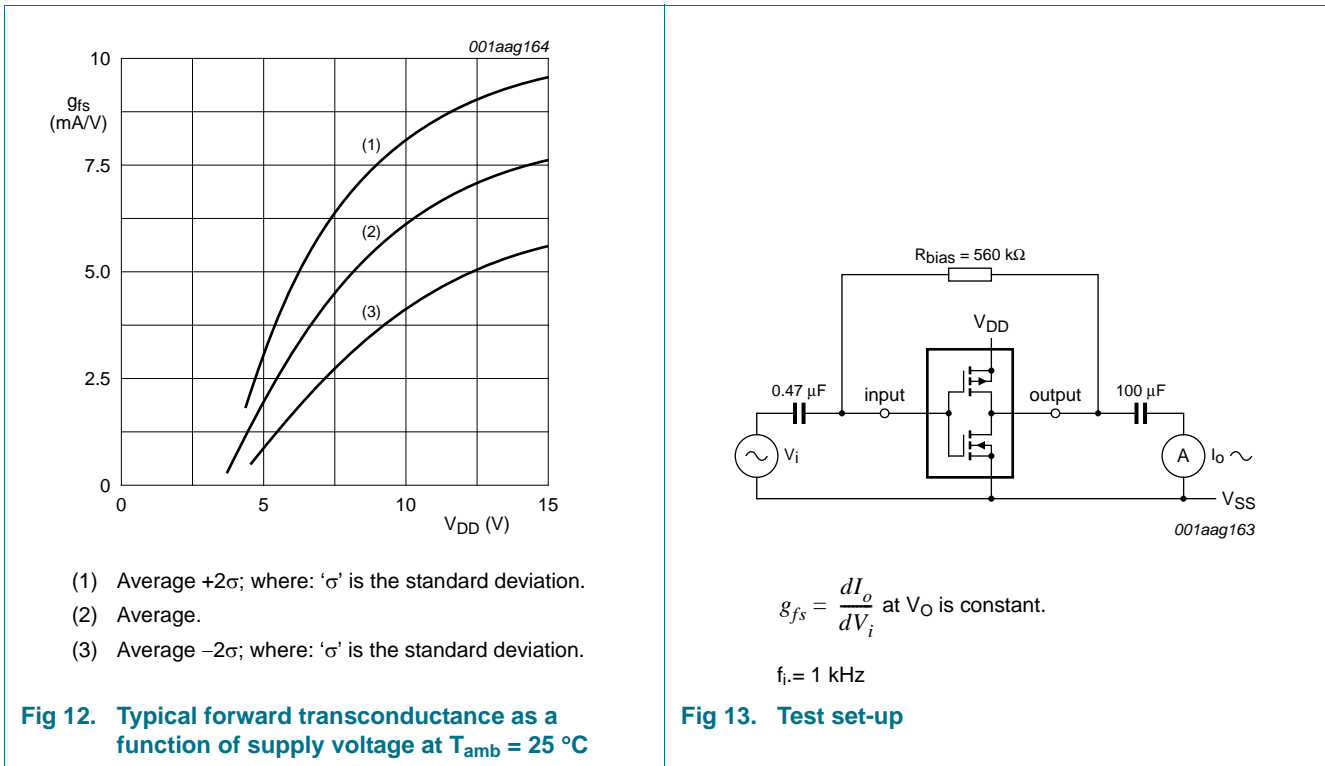 001aag164
10
gfs
(mA/V)
(1)
7.5
(2)
5.0
(3)
2.5
0
0 5 10 15
VDD (V)
(1) Average +2σ; where: ‘σ’ is the standard deviation.
(2) Average.
(3) Average −2σ; where: ‘σ’ is the standard deviation.
Fig 12. Typical forward transconductance as a
function of supply voltage at Tamb = 25 °C
Rbias = 560 kΩ
VDD
0.47 μF input output 100 μF
Vi A Io
VSS
001aag163
gfs = dIo/dVi at VO is constant.
fi.= 1 kHz
Fig 13. Test set-up